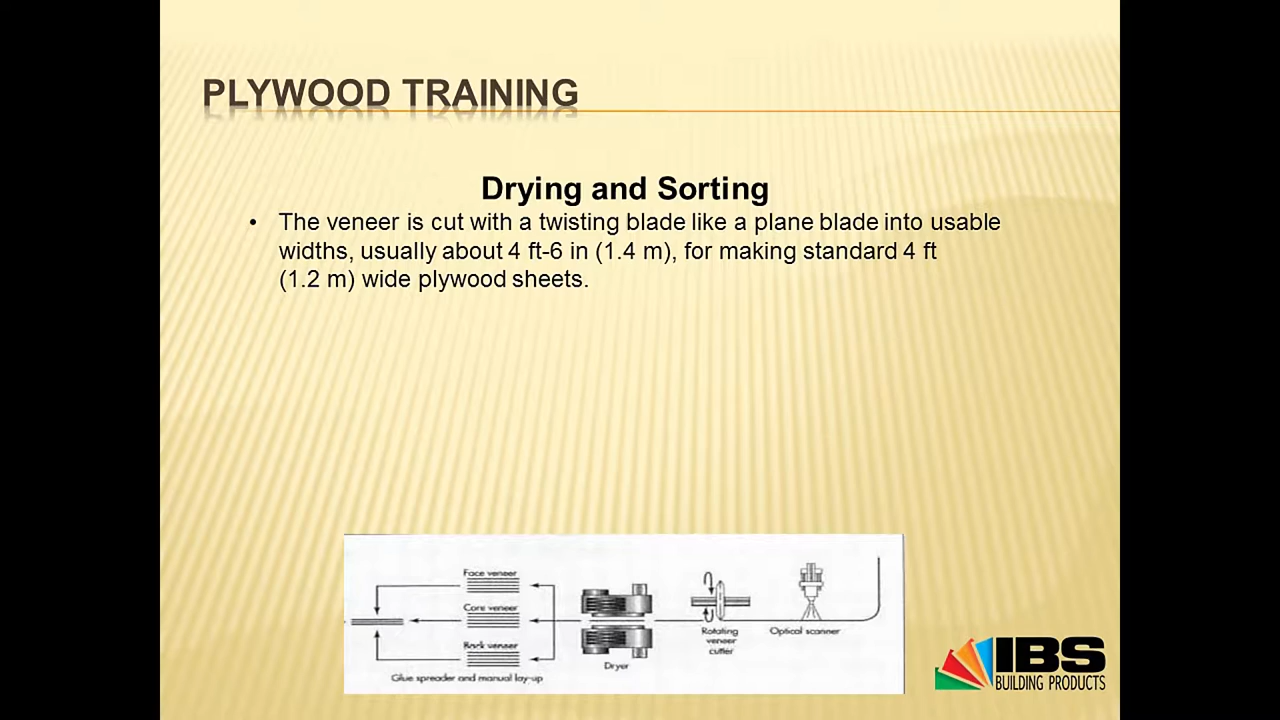 PLYWOOD TRAINING
Drying and Sorting
• The veneer is cut with a twisting blade like a plane blade into usable
widths, usually about 4 ft-6 in (1.4 m), for making standard 4 ft
(1.2 m) wide plywood sheets.
Face veneer
Core veneer
Back veneer
Glue spreader and manual lay-up
Dryer
Rotating
veneer
cutter
Optical scanner
IBS
BUILDING PRODUCTS